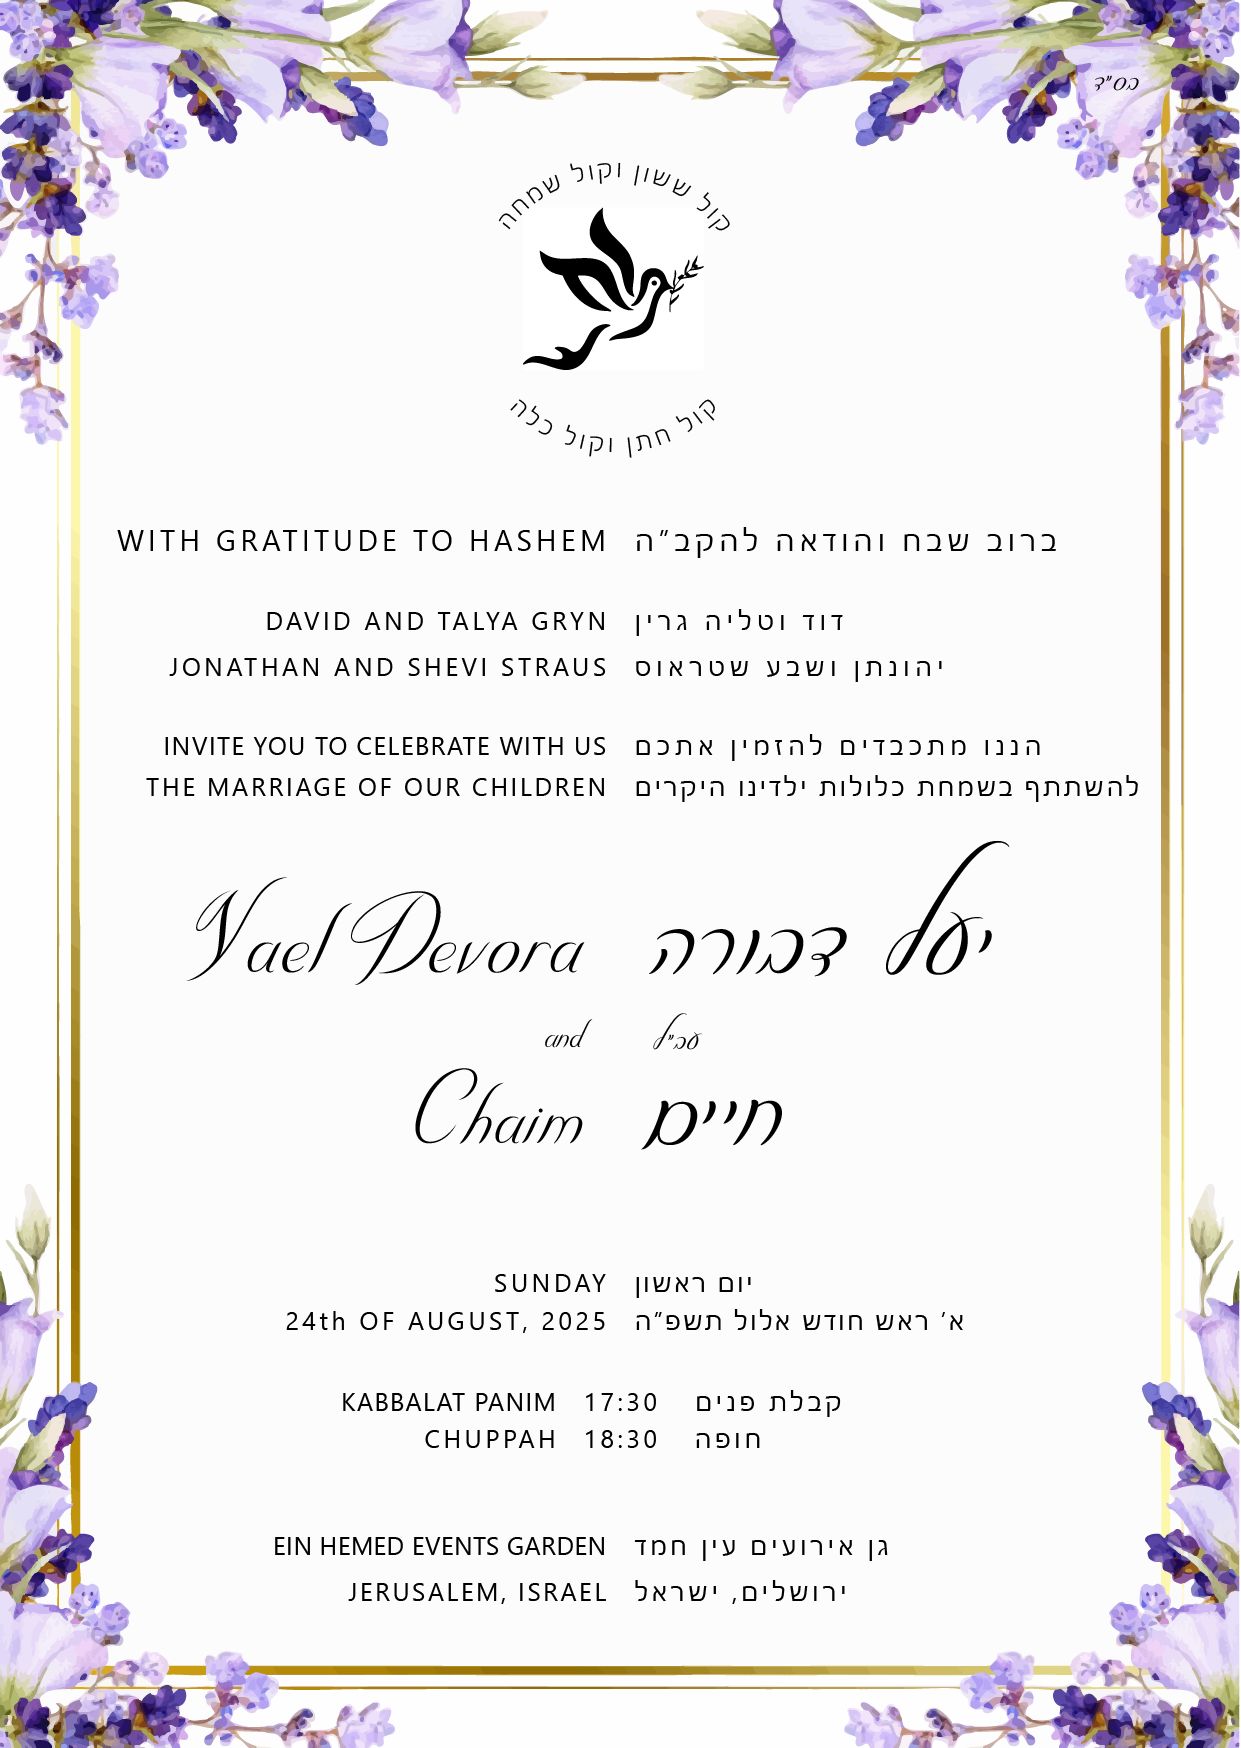 בס"ד
קול ששון וקול שמחה
קול חתן וקול כלה
WITH GRATITUDE TO HASHEM ברוב שבח והודאה להקב"ה
DAVID AND TALYA GRYN דוד וטליה גרין
JONATHAN AND SHEVI STRAUS יהונתן ושבע שטראוס
INVITE YOU TO CELEBRATE WITH US הננו מתכבדים להזמין אתכם
THE MARRIAGE OF OUR CHILDREN להשתתף בשמחת כלולות ילדינו היקרים
Yael Devora יעל דבורה
and עב"ל
Chaim חיים
SUNDAY יום ראשון
24th OF AUGUST, 2025 א' ראש חודש אלול תשפ"ה
KABBALAT PANIM 17:30 קבלת פנים
CHUPPAH 18:30 חופה
EIN HEMED EVENTS GARDEN גן אירועים עין חמד
JERUSALEM, ISRAEL ירושלים, ישראל